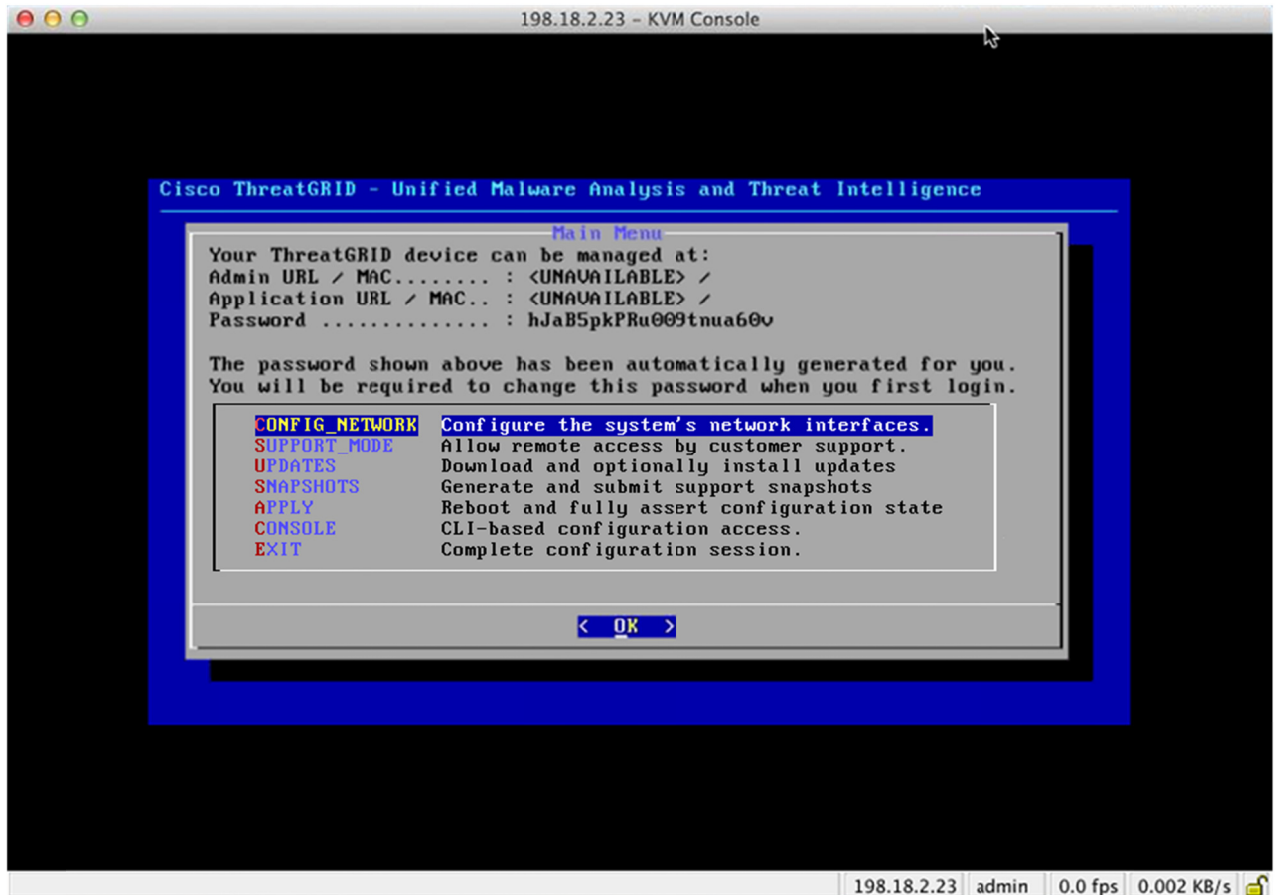 198.18.2.23 – KVM Console
Cisco ThreatGRID - Unified Malware Analysis and Threat Intelligence
Main Menu
Your ThreatGRID device can be managed at:
Admin URL / MAC........ : <UNAVAILABLE> /
Application URL / MAC.. : <UNAVAILABLE> /
Password .............. : hJaB5pkPRu009tnua60v
The password shown above has been automatically generated for you.
You will be required to change this password when you first login.
CONFIG_NETWORK Configure the system's network interfaces.
SUPPORT_MODE Allow remote access by customer support.
UPDATES Download and optionally install updates
SNAPSHOTS Generate and submit support snapshots
APPLY Reboot and fully assert configuration state
CONSOLE CLI-based configuration access.
EXIT Complete configuration session.
< OK >
198.18.2.23 admin 0.0 fps 0.002 KB/s